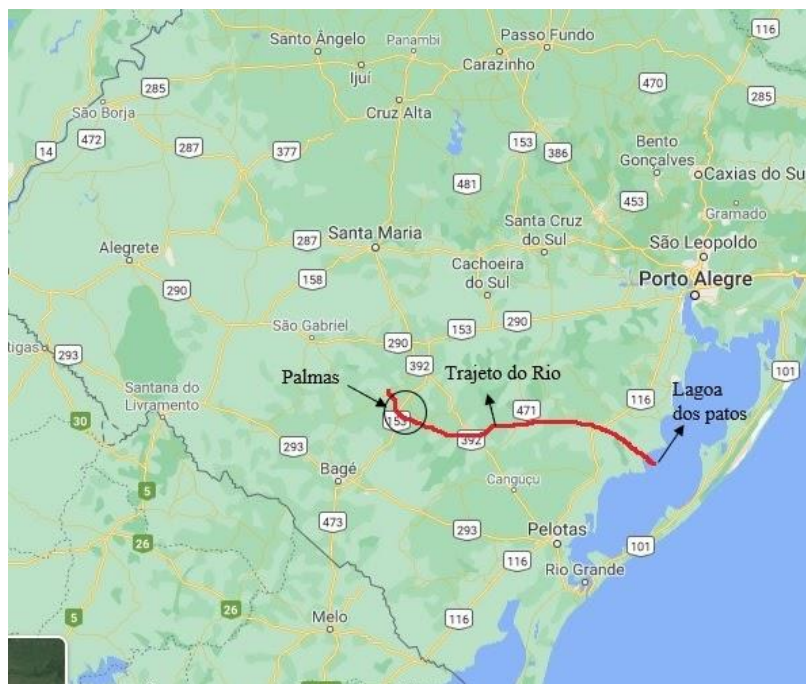 116
Santo Ângelo
Panambi
Passo Fundo
Carazinho
Ijuí
285
São Borja
Cruz Alta
470
285
472
14
287
377
153
386
Bento
Gonçalves
Caxias do Su
481
453
Gramado
287
Santa Maria
Santa Cruz
do Sul
São Leopoldo
Alegrete
158
Cachoeira
do Sul
Porto Alegre
290
São Gabriel
290
153
290
tigas
293
392
101
Palmas
Trajeto do Rio
Lagoa
dos patos
Santana do
Livramento
30
153
471
116
392
293
Bagé
5
Canguçu
473
293
Pelotas
26
116
101
Rio Grande
5
26
Melo
116